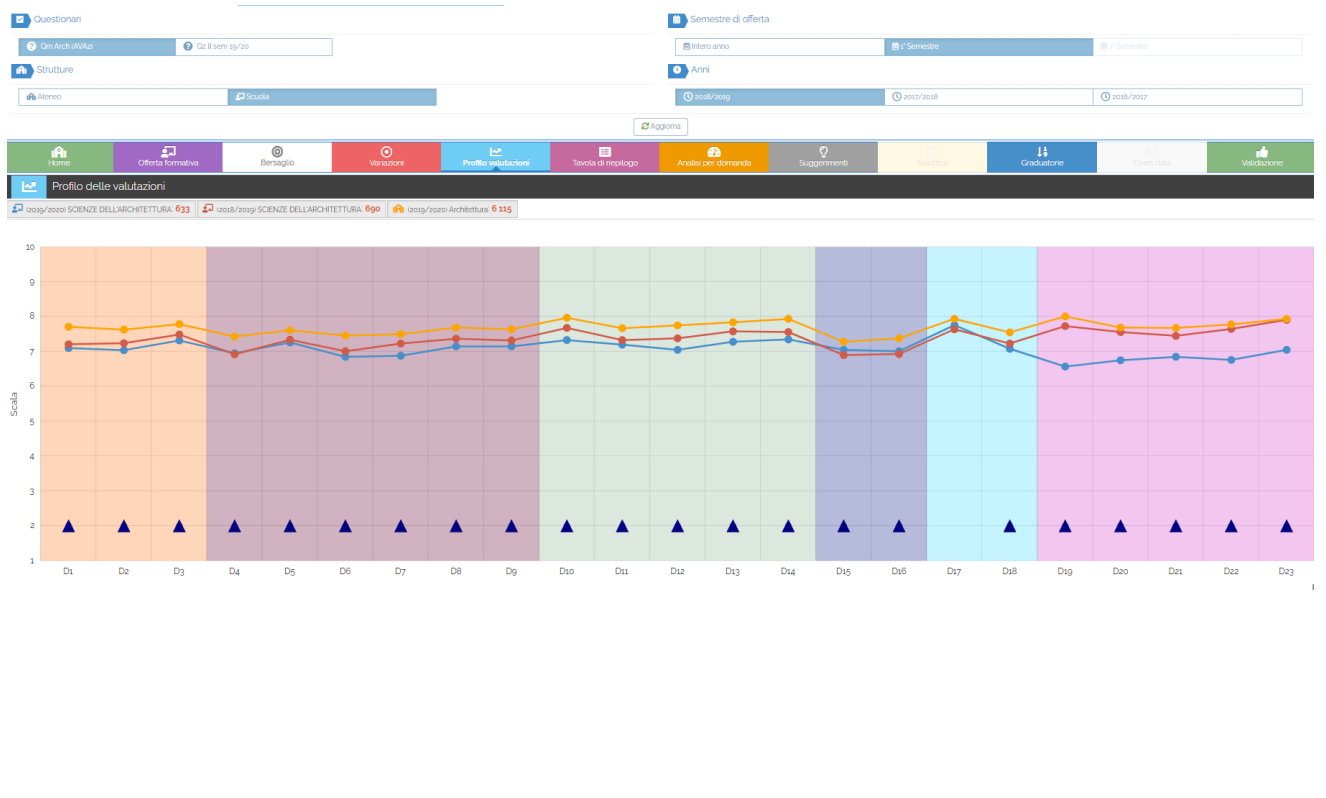 Questionari
Semestre di offerta
Qm Arch (AVA2)
Qz II sem 19/20
Intero anno
1° Semestre
2° Semestre
Strutture
Anni
Ateneo
Scuola
2018/2019
2017/2018
2016/2017
Aggiorna
Home
Offerta formativa
Bersaglio
Variazioni
Profilo valutazioni
Tavola di riepilogo
Analisi per domanda
Suggerimenti
Graduatorie
Open data
Validazione
Profilo delle valutazioni
(2019/2020) SCIENZE DELL'ARCHITETTURA: 633
(2018/2019) SCIENZE DELL'ARCHITETTURA: 690
(2019/2020) Architettura: 6 115
10
9
8
7
6
5
4
3
2
1
Scala
D1 D2 D3 D4 D5 D6 D7 D8 D9 D10 D11 D12 D13 D14 D15 D16 D17 D18 D19 D20 D21 D22 D23